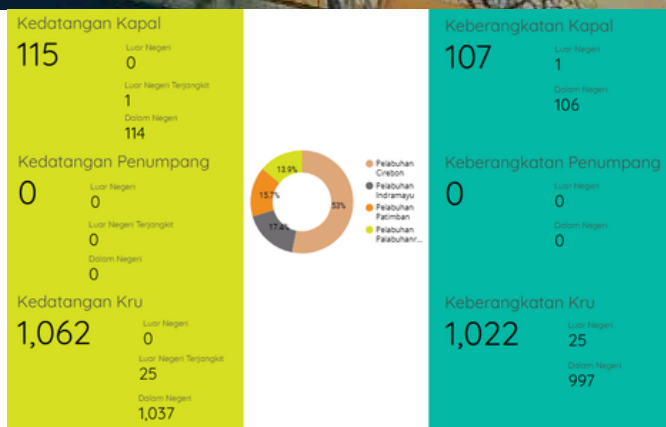 Kedatangan Kapal
115
Luar Negeri
0
Luar Negeri Terjangkit
1
Dalam Negeri
114
Kedatangan Penumpang
0
Luar Negeri
0
Luar Negeri Terjangkit
0
Dalam Negeri
0
Kedatangan Kru
1,062
Luar Negeri
0
Luar Negeri Terjangkit
25
Dalam Negeri
1,037
13.9%
15.7%
17.4%
53%
Pelabuhan
Cirebon
Pelabuhan
Indramayu
Pelabuhan
Patimban
Pelabuhan
Palabuhanr...
Keberangkatan Kapal
107
Luar Negeri
1
Dalam Negeri
106
Keberangkatan Penumpang
0
Luar Negeri
0
Dalam Negeri
0
Keberangkatan Kru
1,022
Luar Negeri
25
Dalam Negeri
997